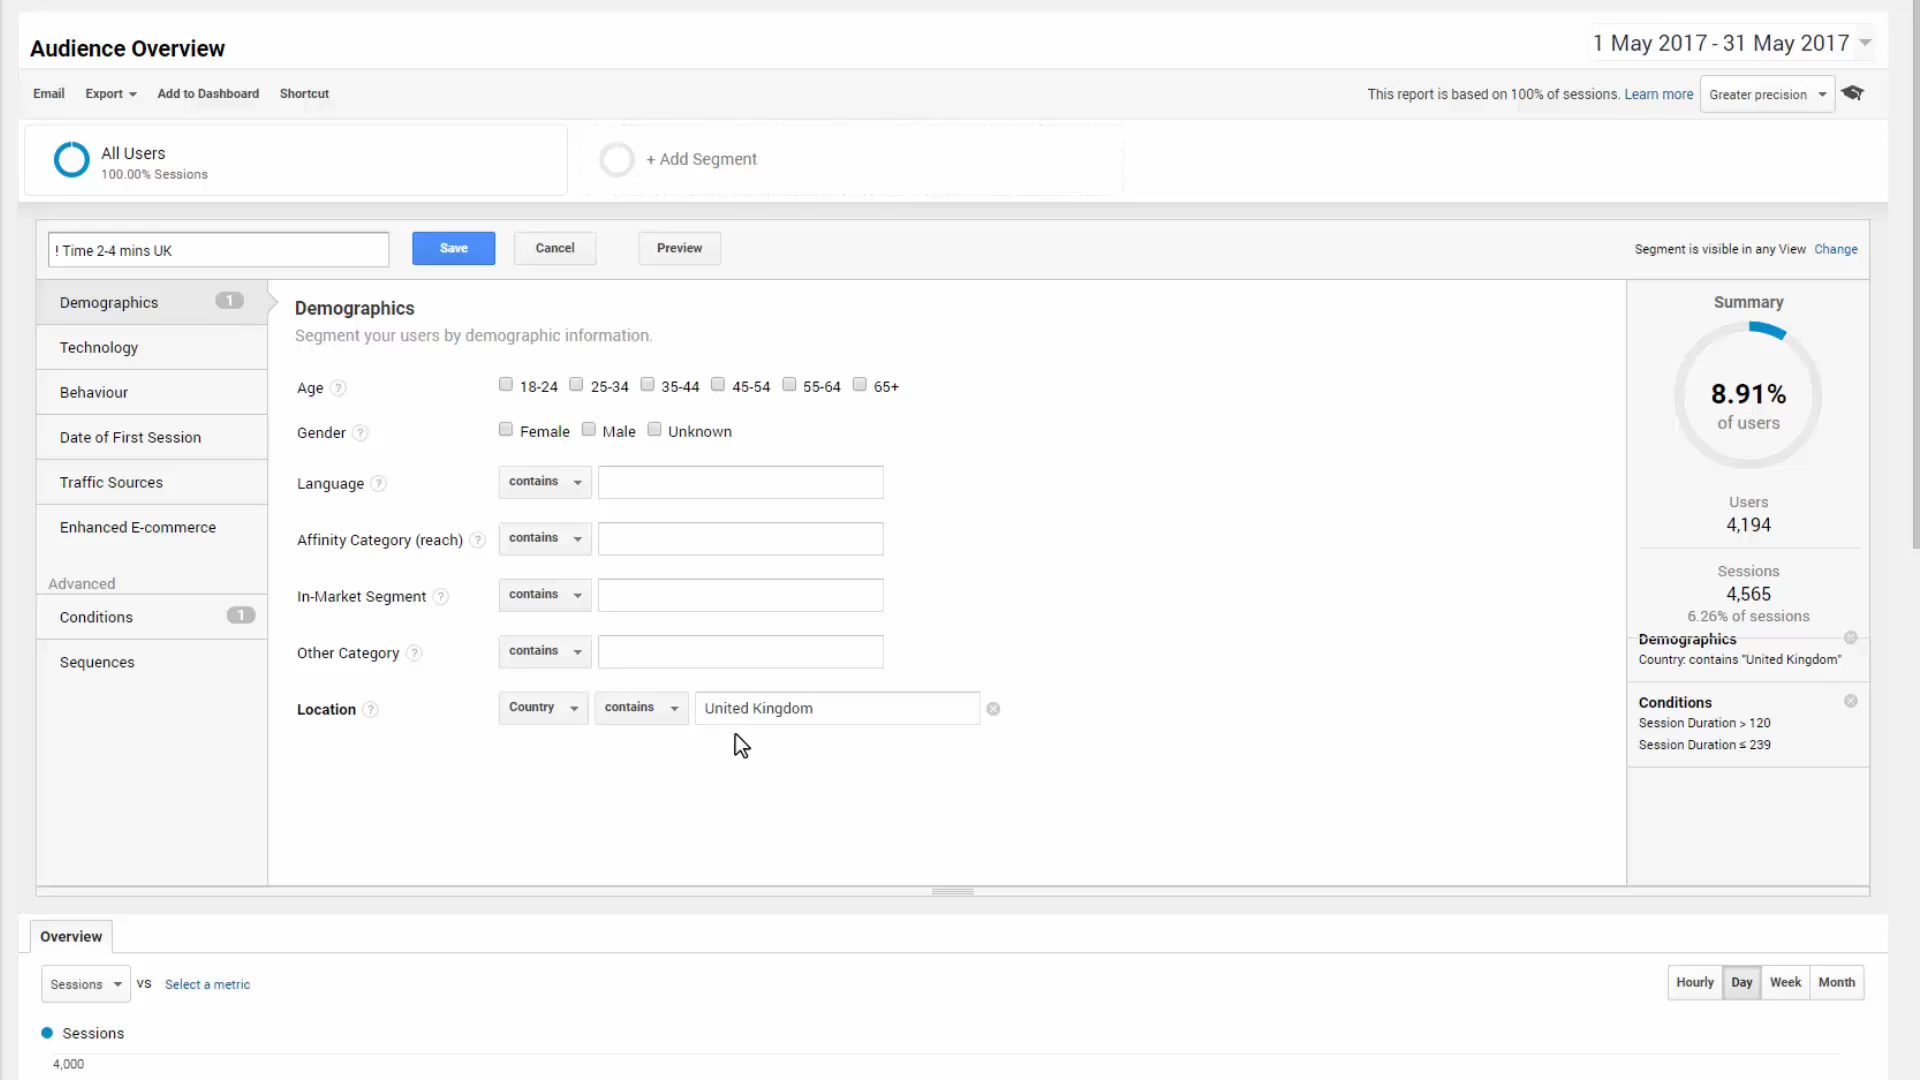 Audience Overview
1 May 2017 - 31 May 2017
Email Export Add to Dashboard Shortcut
This report is based on 100% of sessions. Learn more Greater precision
All Users
100.00% Sessions
+ Add Segment
! Time 2-4 mins UK
Save Cancel Preview
Segment is visible in any View Change
Demographics 1
Technology
Behaviour
Date of First Session
Traffic Sources
Enhanced E-commerce
Advanced
Conditions 1
Sequences
Demographics
Segment your users by demographic information.
Age ? 18-24 25-34 35-44 45-54 55-64 65+
Gender ? Female Male Unknown
Language ? contains
Affinity Category (reach) ? contains
In-Market Segment ? contains
Other Category ? contains
Location ? Country contains United Kingdom
Summary
8.91%
of users
Users
4,194
Sessions
4,565
6.26% of sessions
Demographics
Country: contains "United Kingdom"
Conditions
Session Duration > 120
Session Duration ≤ 239
Overview
Sessions VS Select a metric
Hourly Day Week Month
Sessions
4,000